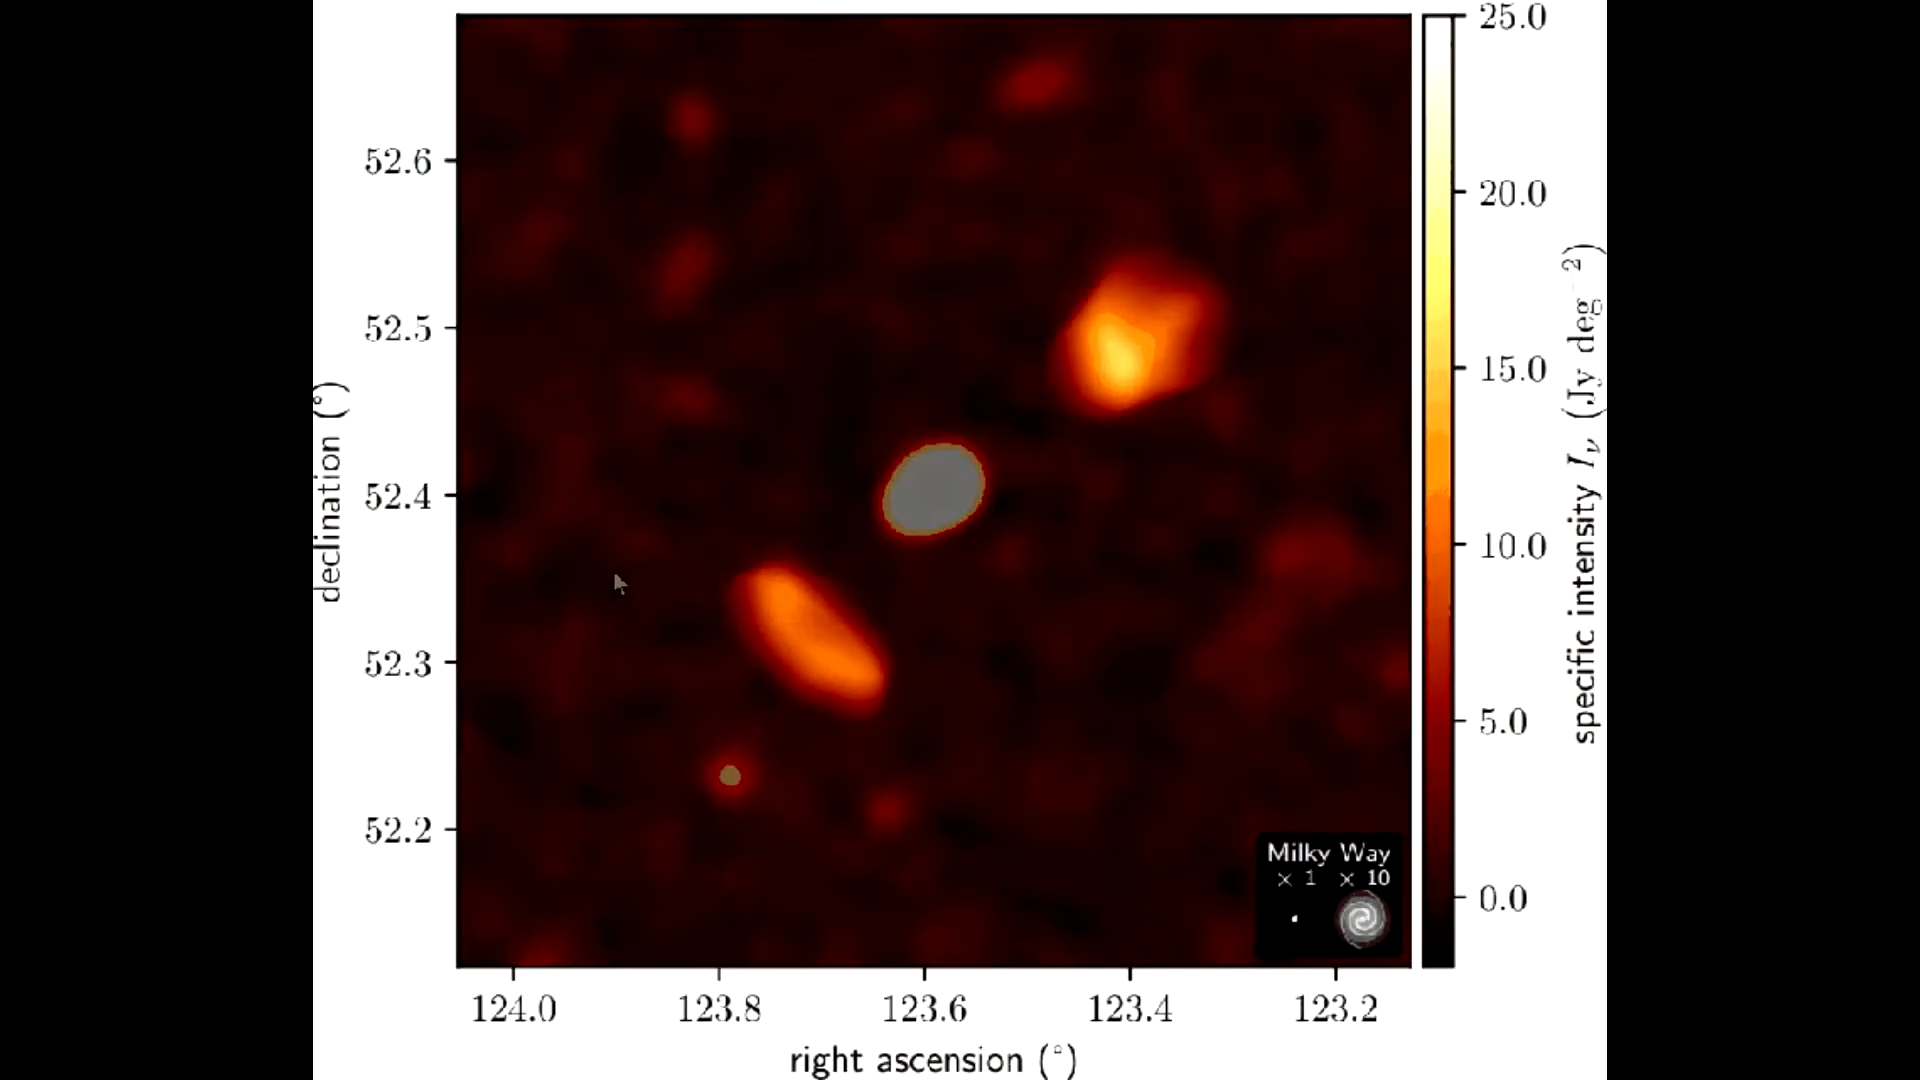 52.6
52.5
52.4
52.3
52.2
declination (°)
124.0 123.8 123.6 123.4 123.2
right ascension (°)
25.0
20.0
15.0
10.0
5.0
0.0
specific intensity Iν (Jy deg−2)
Milky Way
× 1 × 10